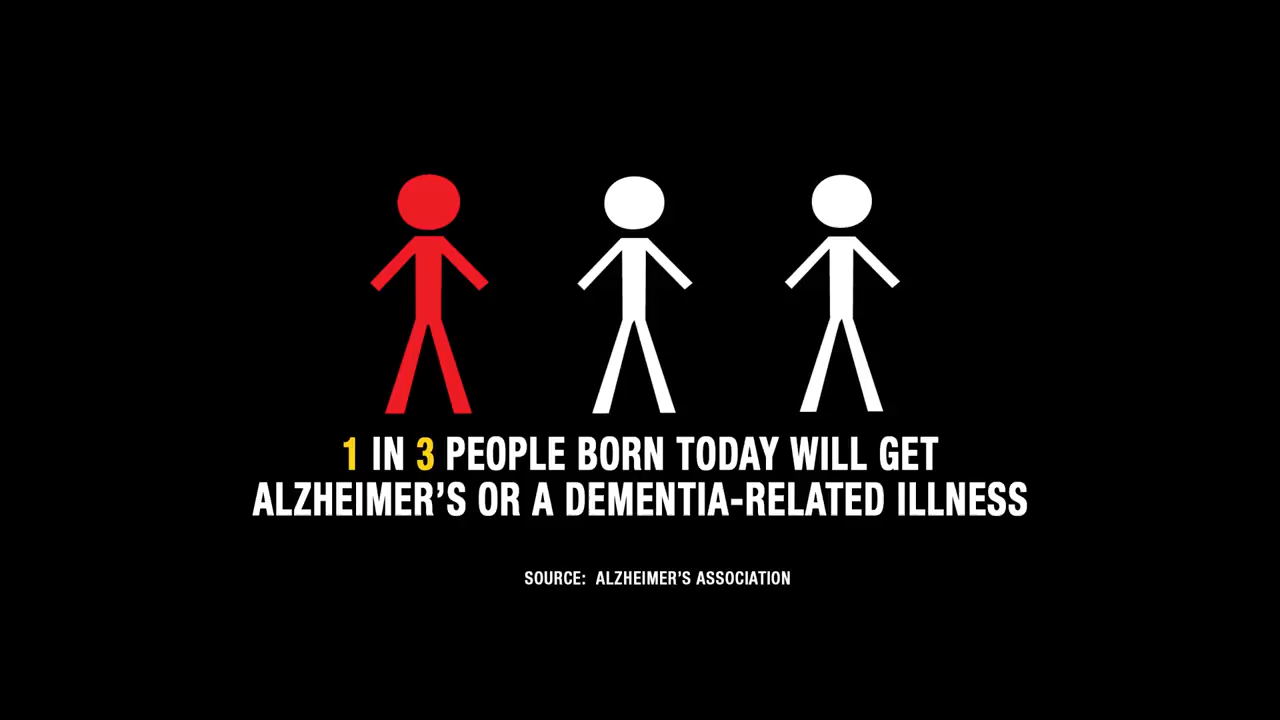 1 IN 3 PEOPLE BORN TODAY WILL GET
ALZHEIMER'S OR A DEMENTIA-RELATED ILLNESS
SOURCE: ALZHEIMER'S ASSOCIATION